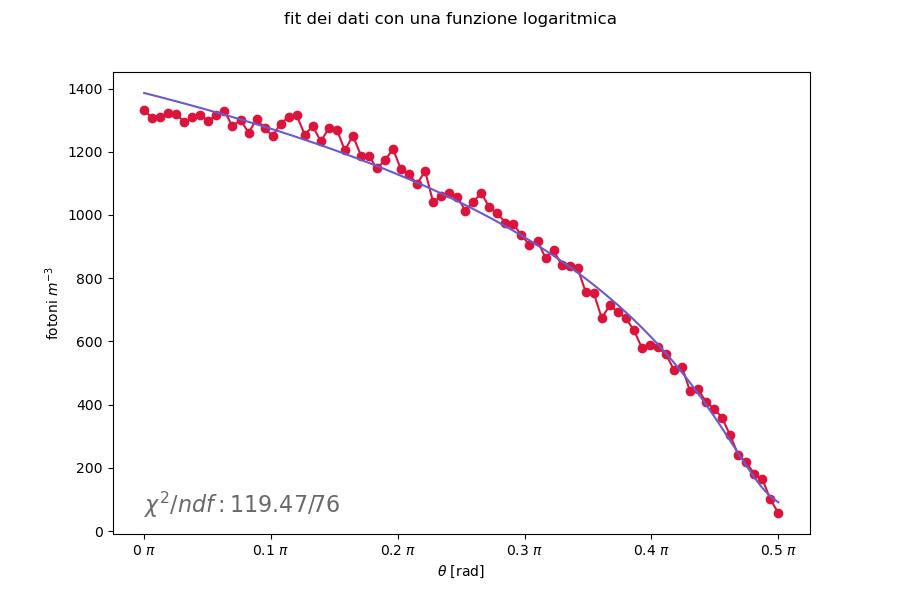 fit dei dati con una funzione logaritmica
1400
1200
1000
800
600
400
200
0
fotoni m⁻³
χ²/ndf : 119.47/76
0 π 0.1 π 0.2 π 0.3 π 0.4 π 0.5 π
θ [rad]